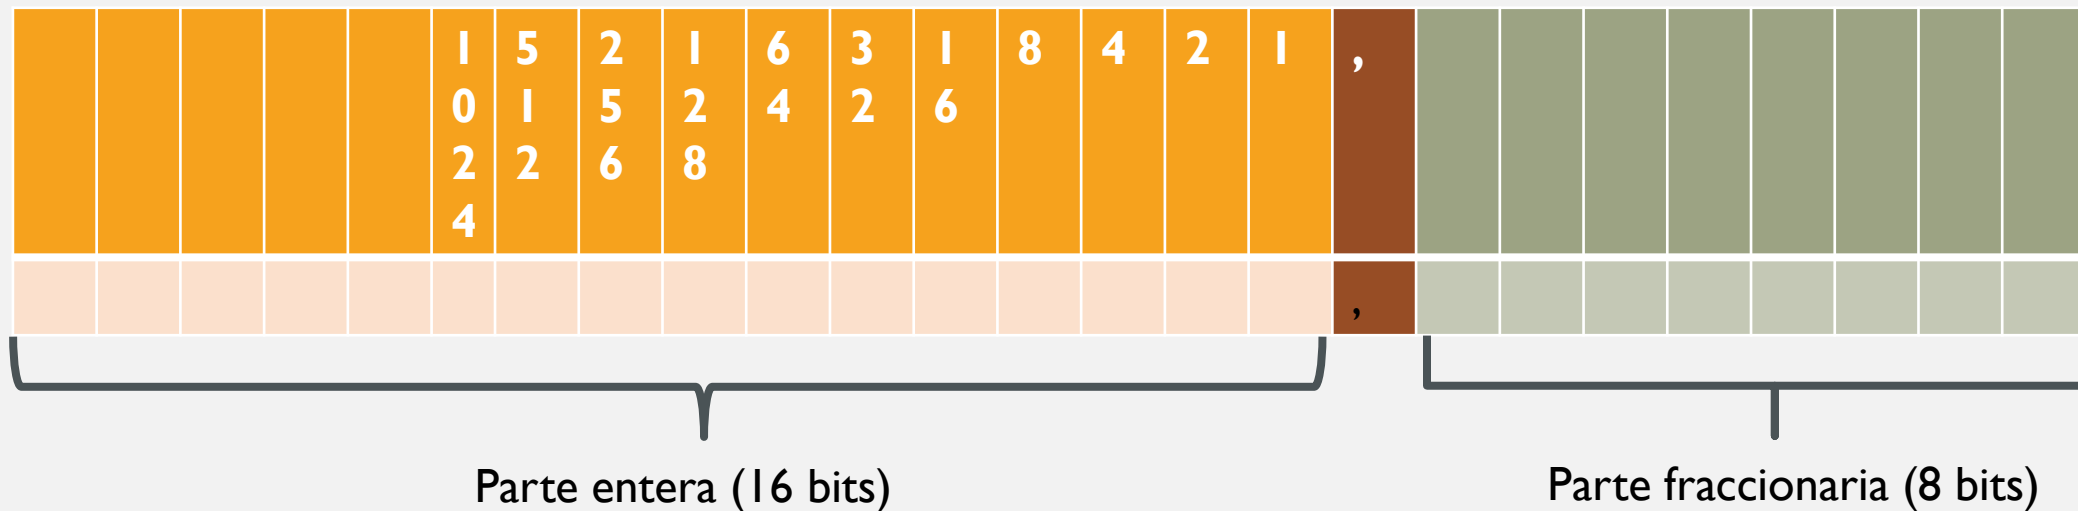 1024 512 256 128 64 32 16 8 4 2 1 ,
,
Parte entera (16 bits) Parte fraccionaria (8 bits)